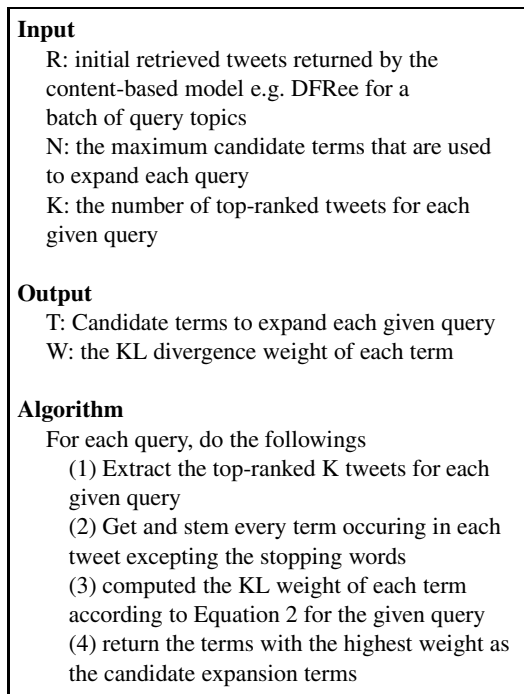 Input
R: initial retrieved tweets returned by the
content-based model e.g. DFRee for a
batch of query topics
N: the maximum candidate terms that are used
to expand each query
K: the number of top-ranked tweets for each
given query
Output
T: Candidate terms to expand each given query
W: the KL divergence weight of each term
Algorithm
For each query, do the followings
(1) Extract the top-ranked K tweets for each
given query
(2) Get and stem every term occuring in each
tweet excepting the stopping words
(3) computed the KL weight of each term
according to Equation 2 for the given query
(4) return the terms with the highest weight as
the candidate expansion terms